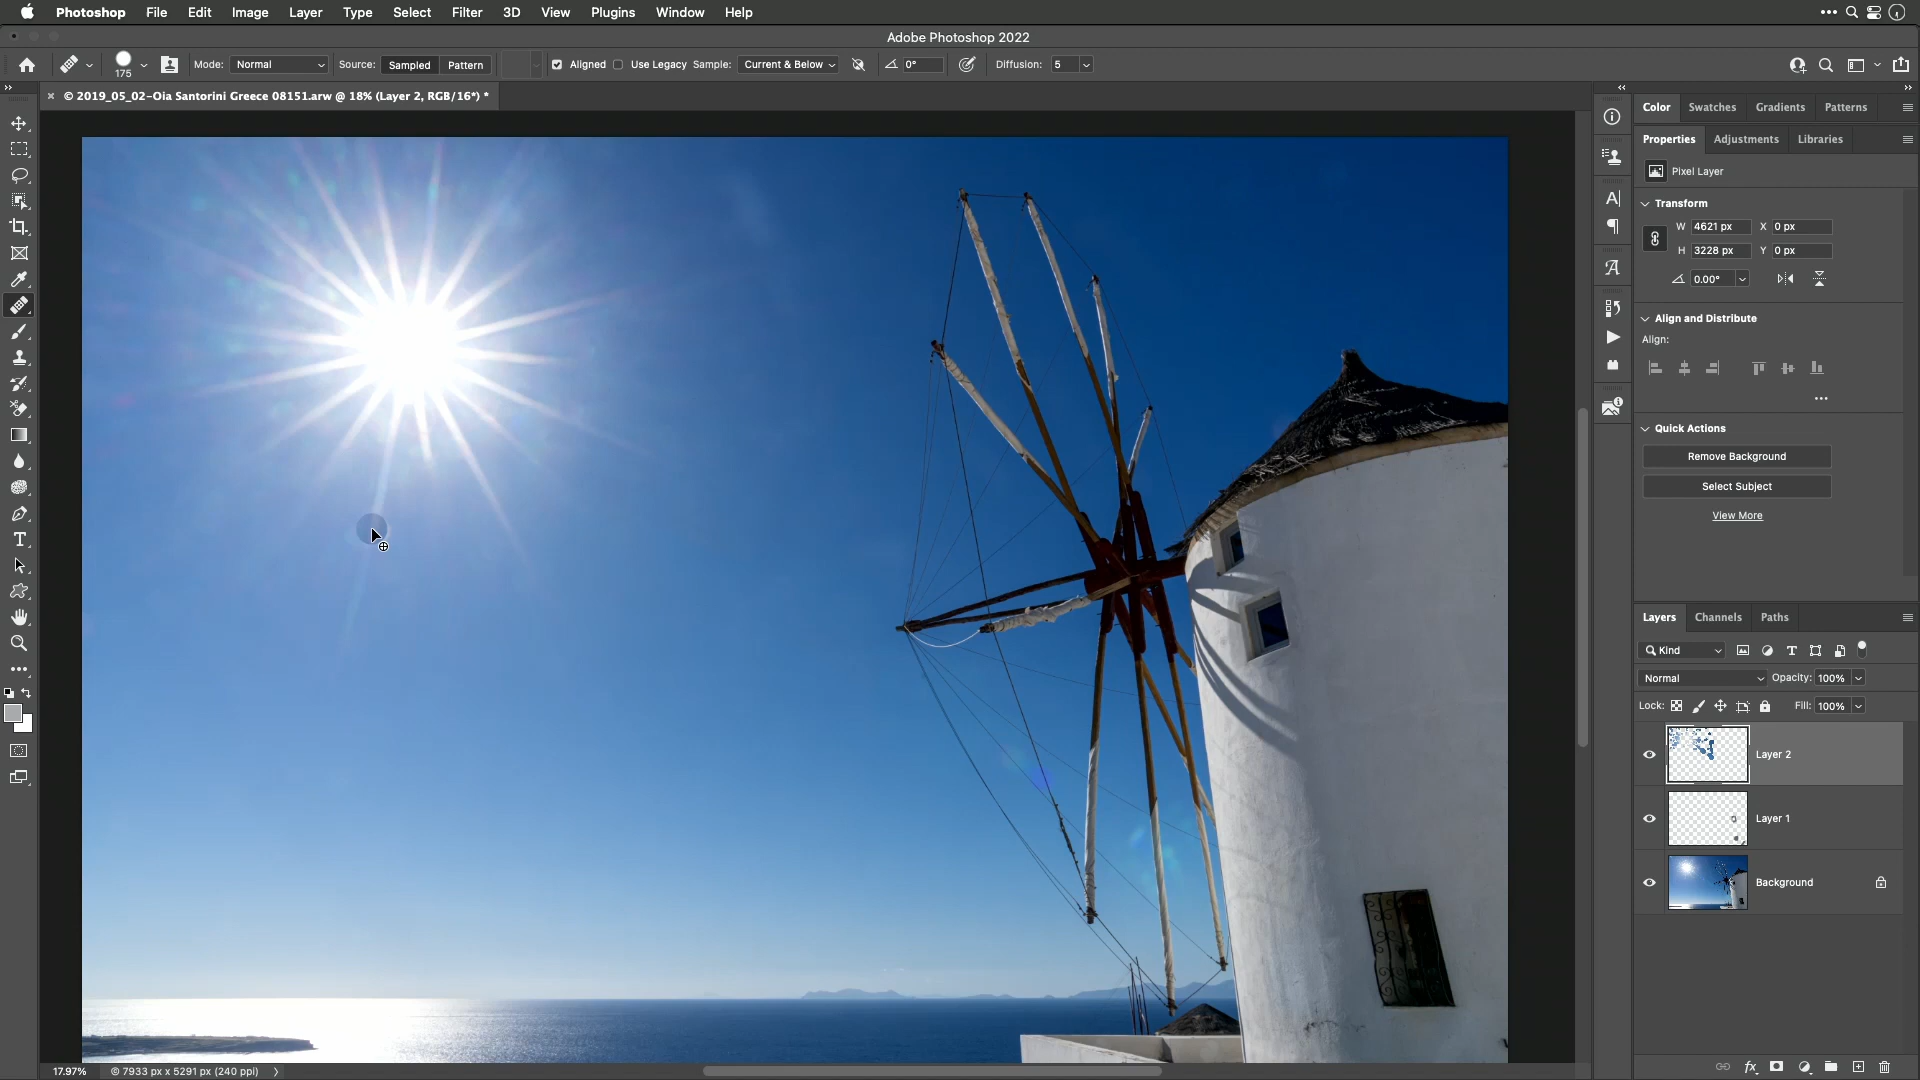 Photoshop File Edit Image Layer Type Select Filter 3D View Plugins Window Help
Adobe Photoshop 2022
175 Mode: Normal Source: Sampled Pattern Aligned Use Legacy Sample: Current & Below 0° Diffusion: 5
© 2019_05_02-Oia Santorini Greece 08151.arw @ 18% (Layer 2, RGB/16*) *
Color Swatches Gradients Patterns
Properties Adjustments Libraries
Pixel Layer
Transform
W 4621 px X 0 px
H 3228 px Y 0 px
0.00°
Align and Distribute
Align:
Quick Actions
Remove Background
Select Subject
View More
Layers Channels Paths
Kind
Normal Opacity: 100%
Lock: Fill: 100%
Layer 2
Layer 1
Background
17.97% © 7933 px x 5291 px (240 ppi)